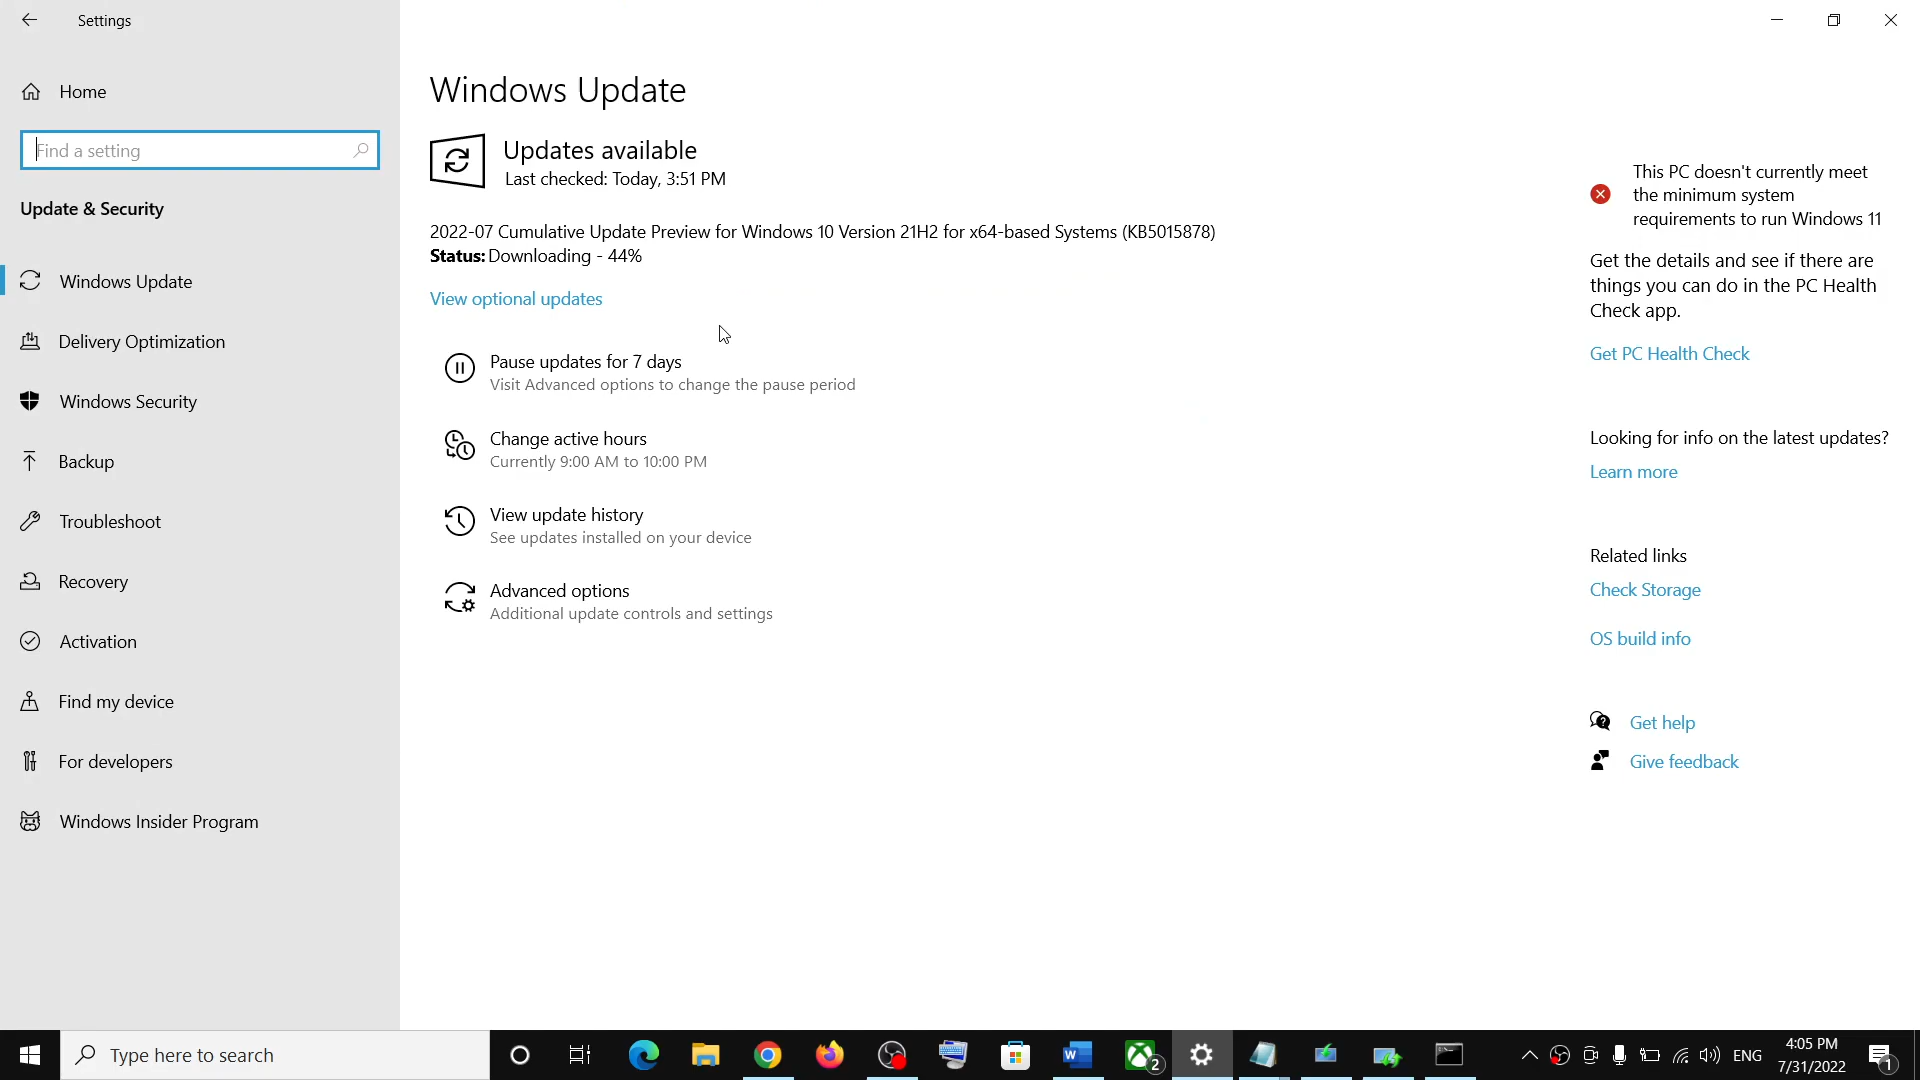 Settings
Home
Find a setting
Update & Security
Windows Update
Delivery Optimization
Windows Security
Backup
Troubleshoot
Recovery
Activation
Find my device
For developers
Windows Insider Program
Windows Update
Updates available
Last checked: Today, 3:51 PM
2022-07 Cumulative Update Preview for Windows 10 Version 21H2 for x64-based Systems (KB5015878)
Status: Downloading - 44%
View optional updates
Pause updates for 7 days
Visit Advanced options to change the pause period
Change active hours
Currently 9:00 AM to 10:00 PM
View update history
See updates installed on your device
Advanced options
Additional update controls and settings
This PC doesn't currently meet
the minimum system
requirements to run Windows 11
Get the details and see if there are
things you can do in the PC Health
Check app.
Get PC Health Check
Looking for info on the latest updates?
Learn more
Related links
Check Storage
OS build info
Get help
Give feedback
Type here to search
W
2
ENG
4:05 PM
7/31/2022
1